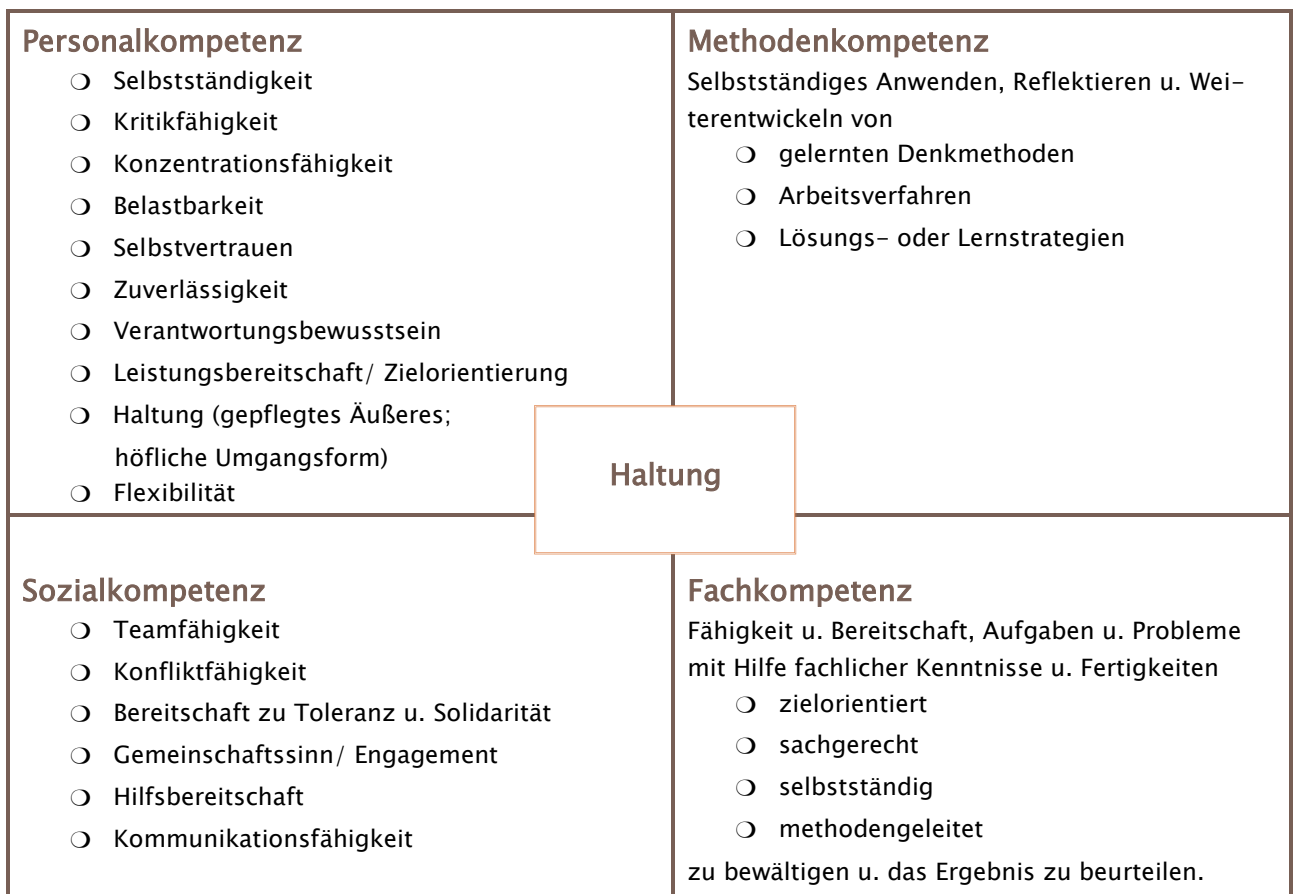 Personalkompetenz
❍ Selbstständigkeit
❍ Kritikfähigkeit
❍ Konzentrationsfähigkeit
❍ Belastbarkeit
❍ Selbstvertrauen
❍ Zuverlässigkeit
❍ Verantwortungsbewusstsein
❍ Leistungsbereitschaft/ Zielorientierung
❍ Haltung (gepflegtes Äußeres;
höfliche Umgangsform)
❍ Flexibilität
Methodenkompetenz
Selbstständiges Anwenden, Reflektieren u. Wei-
terentwickeln von
❍ gelernten Denkmethoden
❍ Arbeitsverfahren
❍ Lösungs- oder Lernstrategien
Haltung
Sozialkompetenz
❍ Teamfähigkeit
❍ Konfliktfähigkeit
❍ Bereitschaft zu Toleranz u. Solidarität
❍ Gemeinschaftssinn/ Engagement
❍ Hilfsbereitschaft
❍ Kommunikationsfähigkeit
Fachkompetenz
Fähigkeit u. Bereitschaft, Aufgaben u. Probleme
mit Hilfe fachlicher Kenntnisse u. Fertigkeiten
❍ zielorientiert
❍ sachgerecht
❍ selbstständig
❍ methodengeleitet
zu bewältigen u. das Ergebnis zu beurteilen.